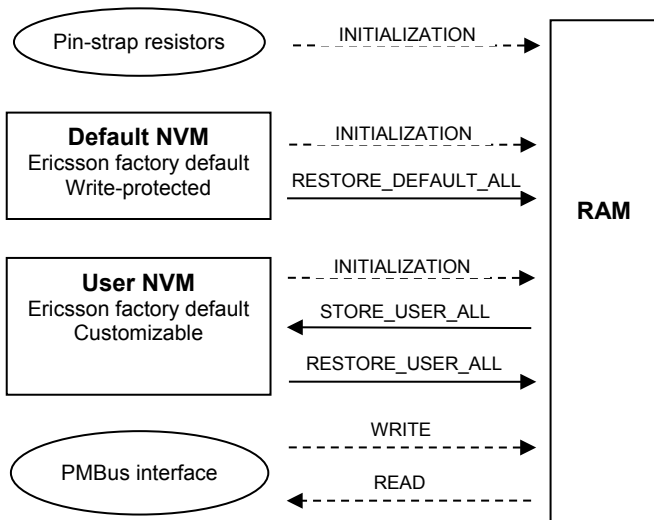 Pin-strap resistors
INITIALIZATION
Default NVM
Ericsson factory default
Write-protected
INITIALIZATION
RESTORE_DEFAULT_ALL
RAM
User NVM
Ericsson factory default
Customizable
INITIALIZATION
STORE_USER_ALL
RESTORE_USER_ALL
PMBus interface
WRITE
READ